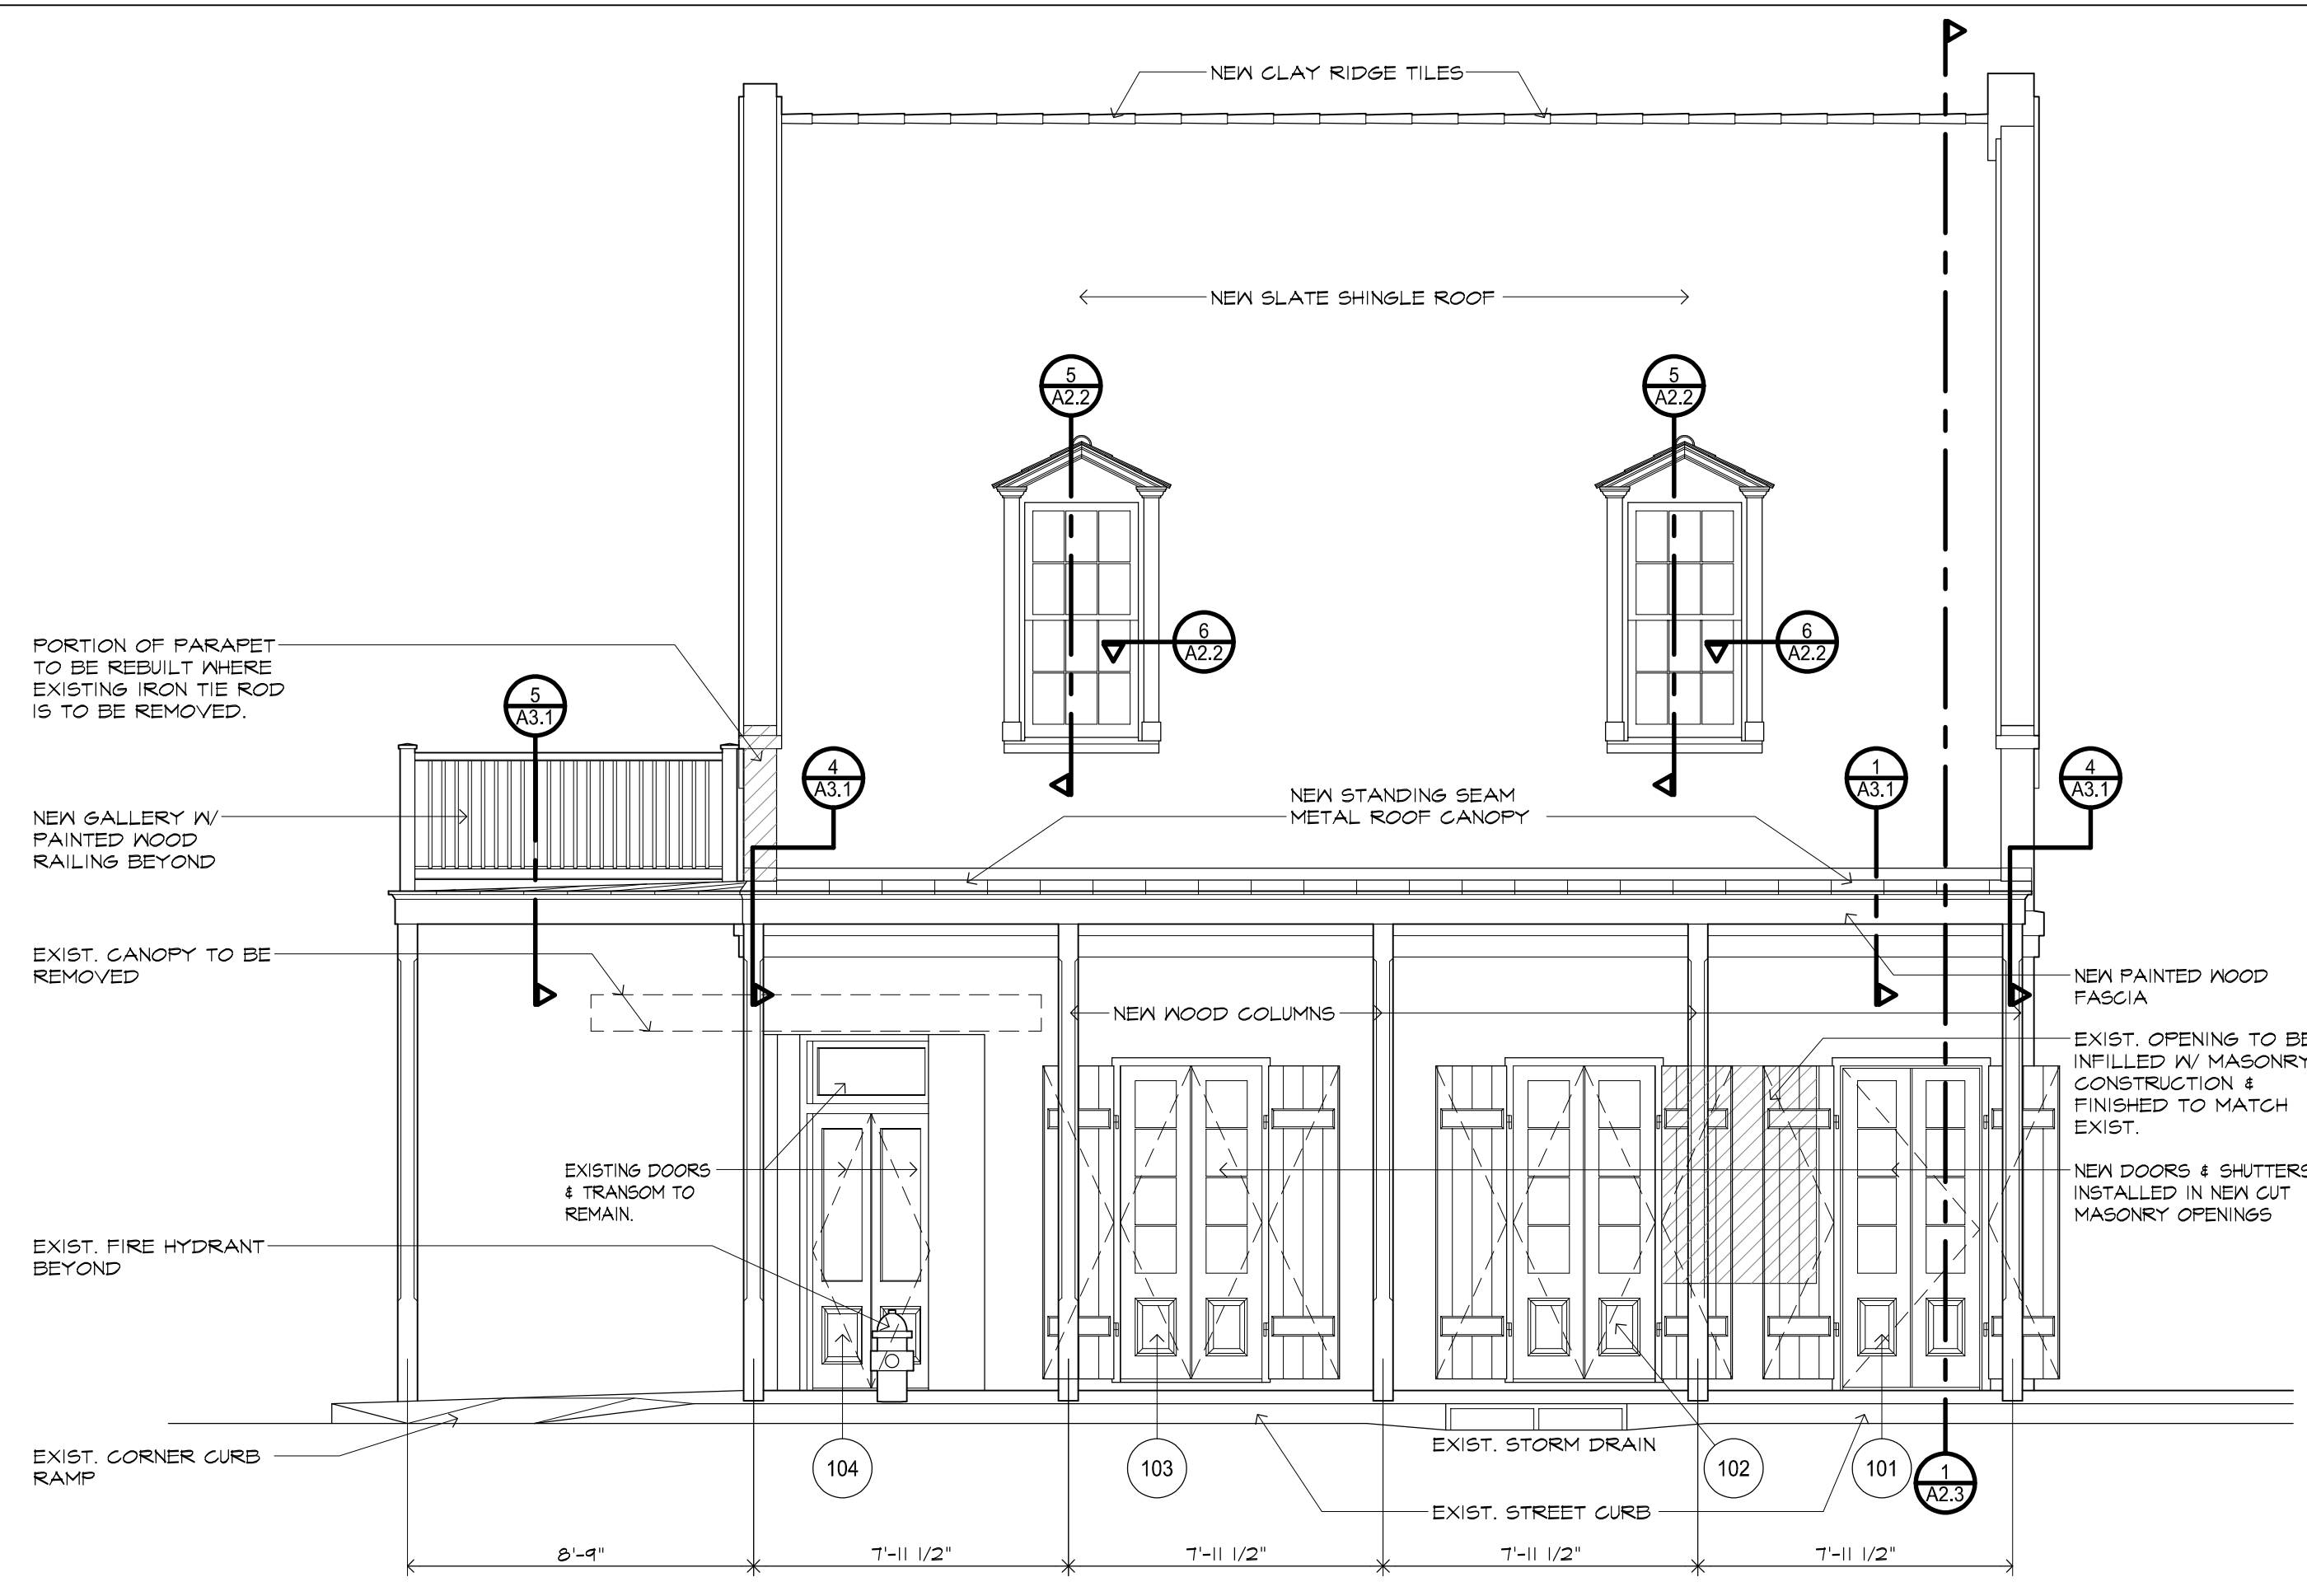 NEW CLAY RIDGE TILES
NEW SLATE SHINGLE ROOF
5
A2.2
5
A2.2
6
A2.2
6
A2.2
PORTION OF PARAPET
TO BE REBUILT WHERE
EXISTING IRON TIE ROD
IS TO BE REMOVED.
5
A3.1
4
A3.1
1
A3.1
4
A3.1
NEW STANDING SEAM
METAL ROOF CANOPY
NEW GALLERY W/
PAINTED WOOD
RAILING BEYOND
EXIST. CANOPY TO BE
REMOVED
NEW PAINTED WOOD
FASCIA
NEW WOOD COLUMNS
EXIST. OPENING TO BE
INFILLED W/ MASONRY
CONSTRUCTION &
FINISHED TO MATCH
EXIST.
EXISTING DOORS
& TRANSOM TO
REMAIN.
NEW DOORS & SHUTTERS
INSTALLED IN NEW CUT
MASONRY OPENINGS
EXIST. FIRE HYDRANT
BEYOND
EXIST. CORNER CURB
RAMP
EXIST. STORM DRAIN
104
103
102
101
1
A2.3
EXIST. STREET CURB
8'-9"
7'-11 1/2"
7'-11 1/2"
7'-11 1/2"
7'-11 1/2"